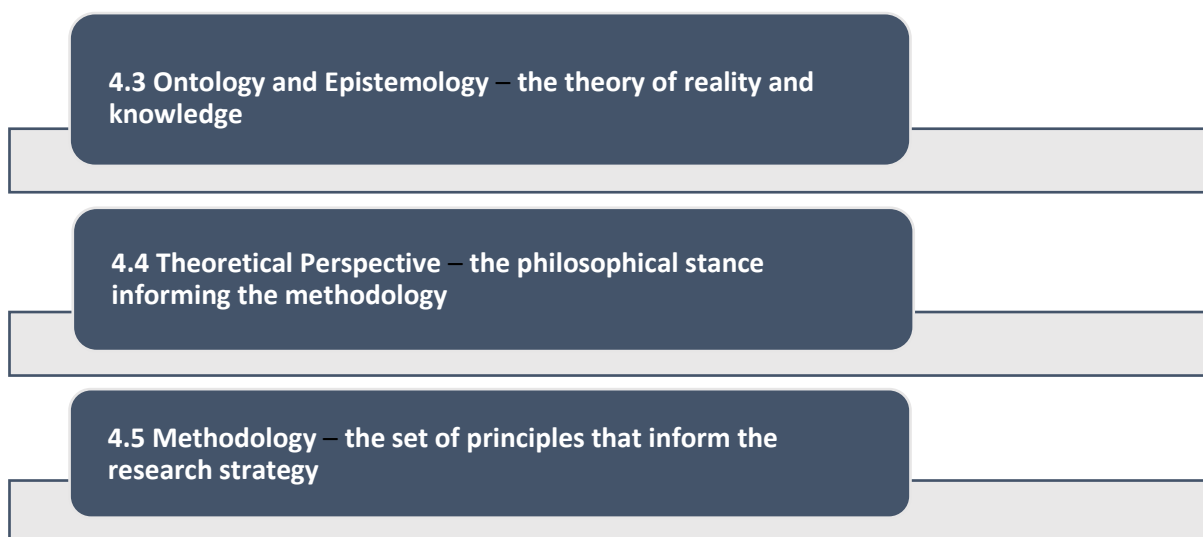 4.3 Ontology and Epistemology – the theory of reality and
knowledge
4.4 Theoretical Perspective – the philosophical stance
informing the methodology
4.5 Methodology – the set of principles that inform the
research strategy